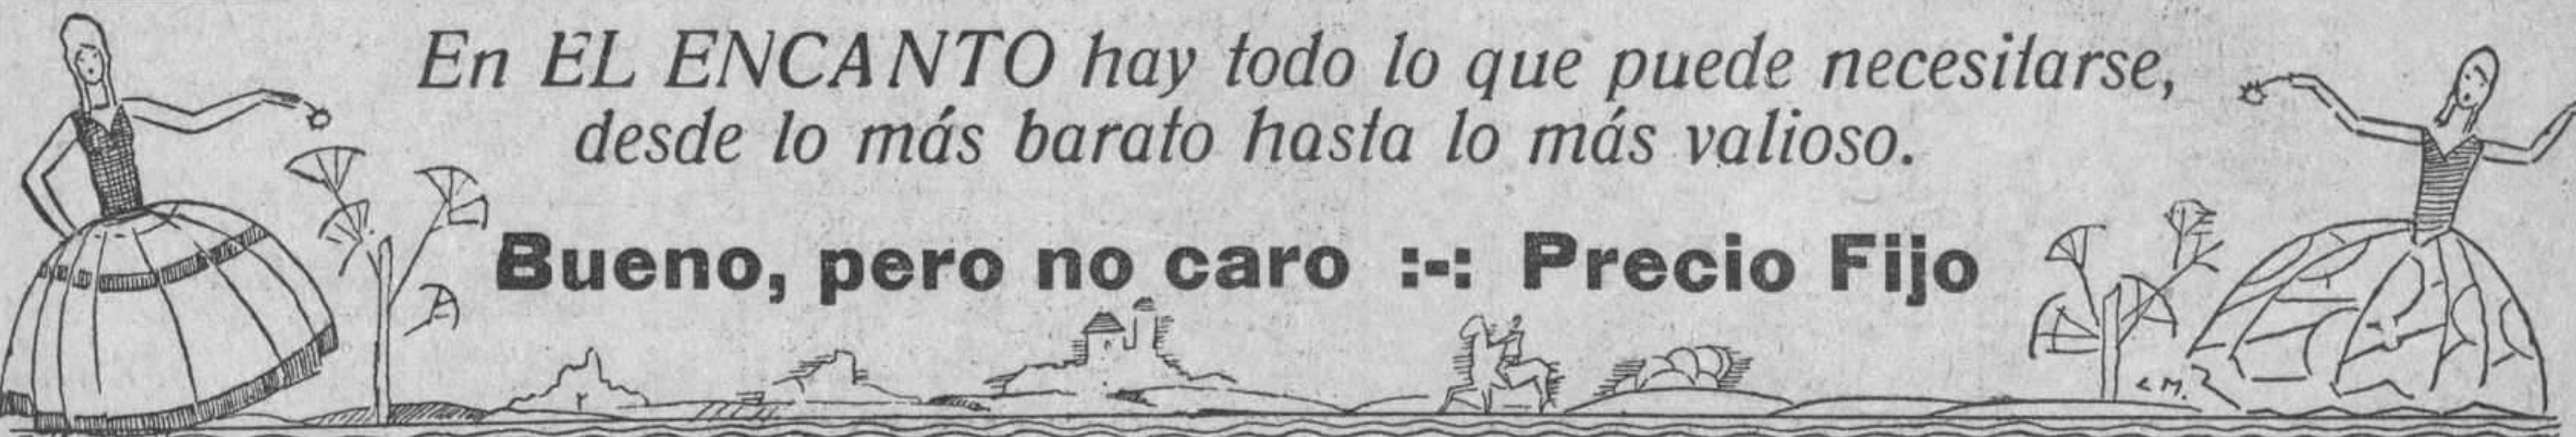 En EL ENCANTO hay todo lo que puede necesitarse,
desde lo más barato hasta lo más valioso.
Bueno, pero no caro :-: Precio Fijo